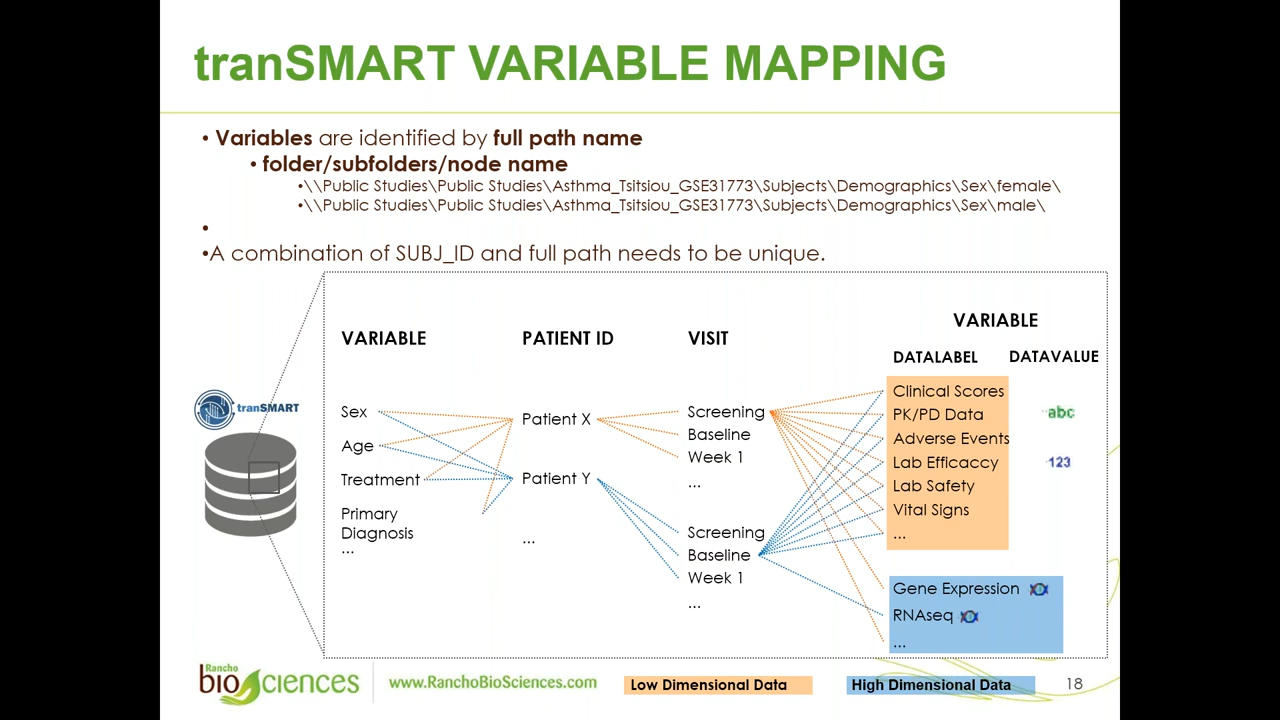 tranSMART VARIABLE MAPPING
• Variables are identified by full path name
• folder/subfolders/node name
•\\Public Studies\Public Studies\Asthma_Tsitsiou_GSE31773\Subjects\Demographics\Sex\female\
•\\Public Studies\Public Studies\Asthma_Tsitsiou_GSE31773\Subjects\Demographics\Sex\male\
•
•A combination of SUBJ_ID and full path needs to be unique.
VARIABLE
VARIABLE
PATIENT ID
VISIT
DATALABEL
DATAVALUE
tranSMART
Sex
Age
Treatment
Primary
Diagnosis
...
Patient X
Patient Y
...
Screening
Baseline
Week 1
...
Screening
Baseline
Week 1
...
Clinical Scores
PK/PD Data
Adverse Events
Lab Efficaccy
Lab Safety
Vital Signs
...
abc
123
Gene Expression
RNAseq
...
Rancho
biosciences
www.RanchoBioSciences.com
Low Dimensional Data
High Dimensional Data
18